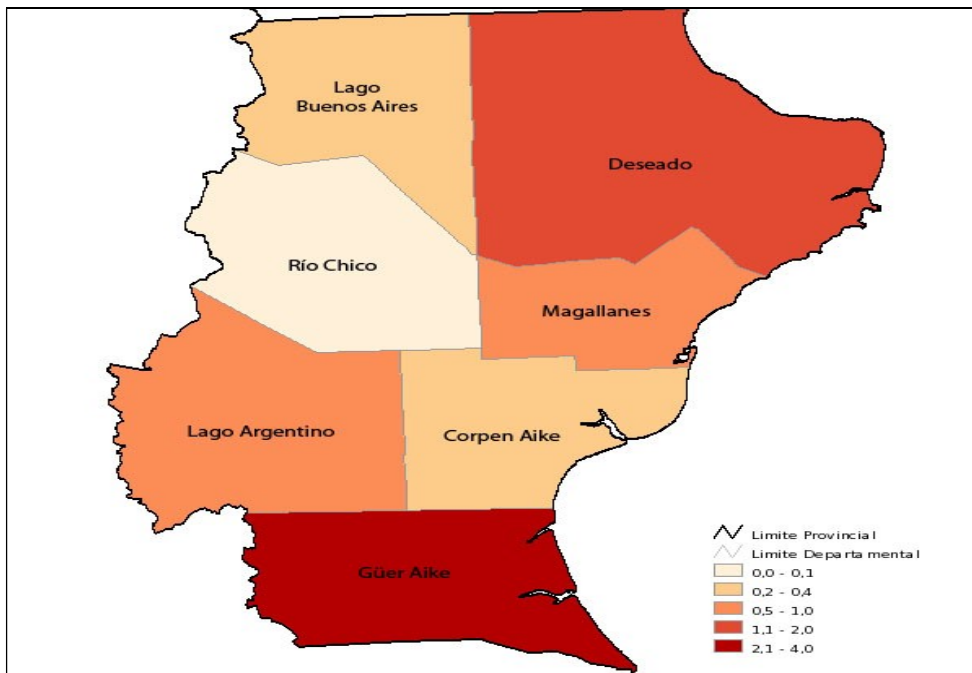 Lago
Buenos Aires
Deseado
Río Chico
Magallanes
Lago Argentino
Corpen Aike
Güer Aike
Limite Provincial
Limite Departamental
0,0 - 0,1
0,2 - 0,4
0,5 - 1,0
1,1 - 2,0
2,1 - 4,0